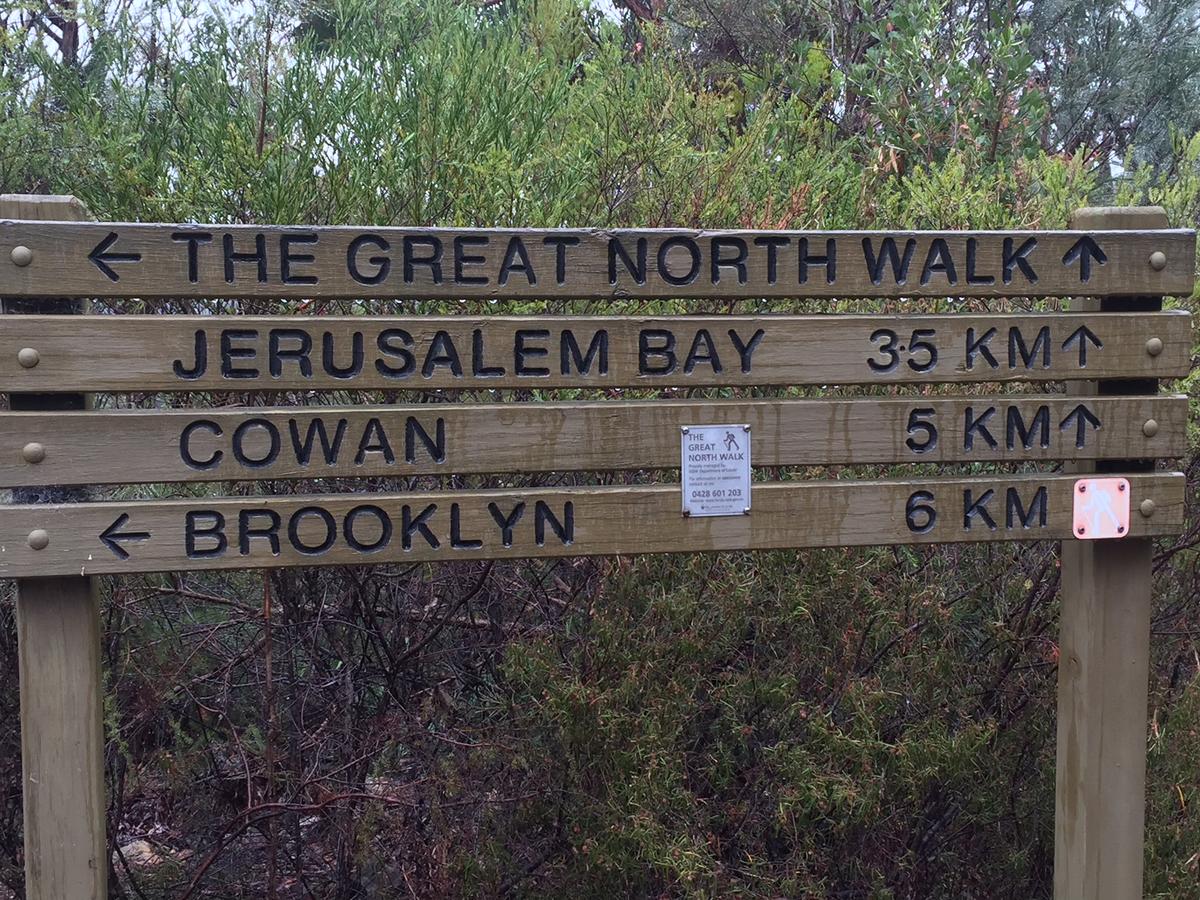 ← THE GREAT NORTH WALK ↑
JERUSALEM BAY 3·5 KM ↑
COWAN 5 KM ↑
← BROOKLYN 6 KM
THE
GREAT
NORTH WALK
0428 601 203